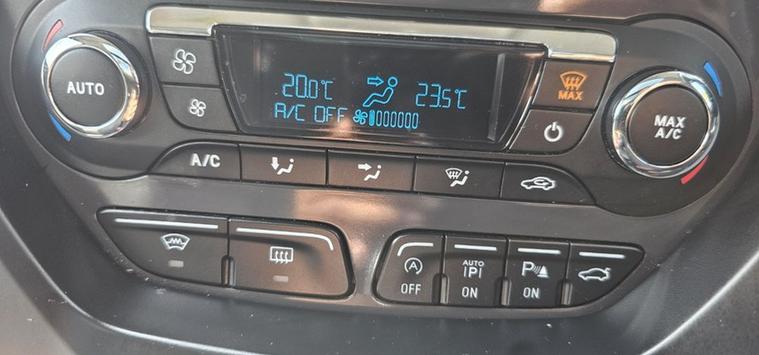 AUTO
20.0°C
23.5°C
A/C OFF
MAX
MAX
A/C
A/C
A
OFF
AUTO
P
ON
P
ON